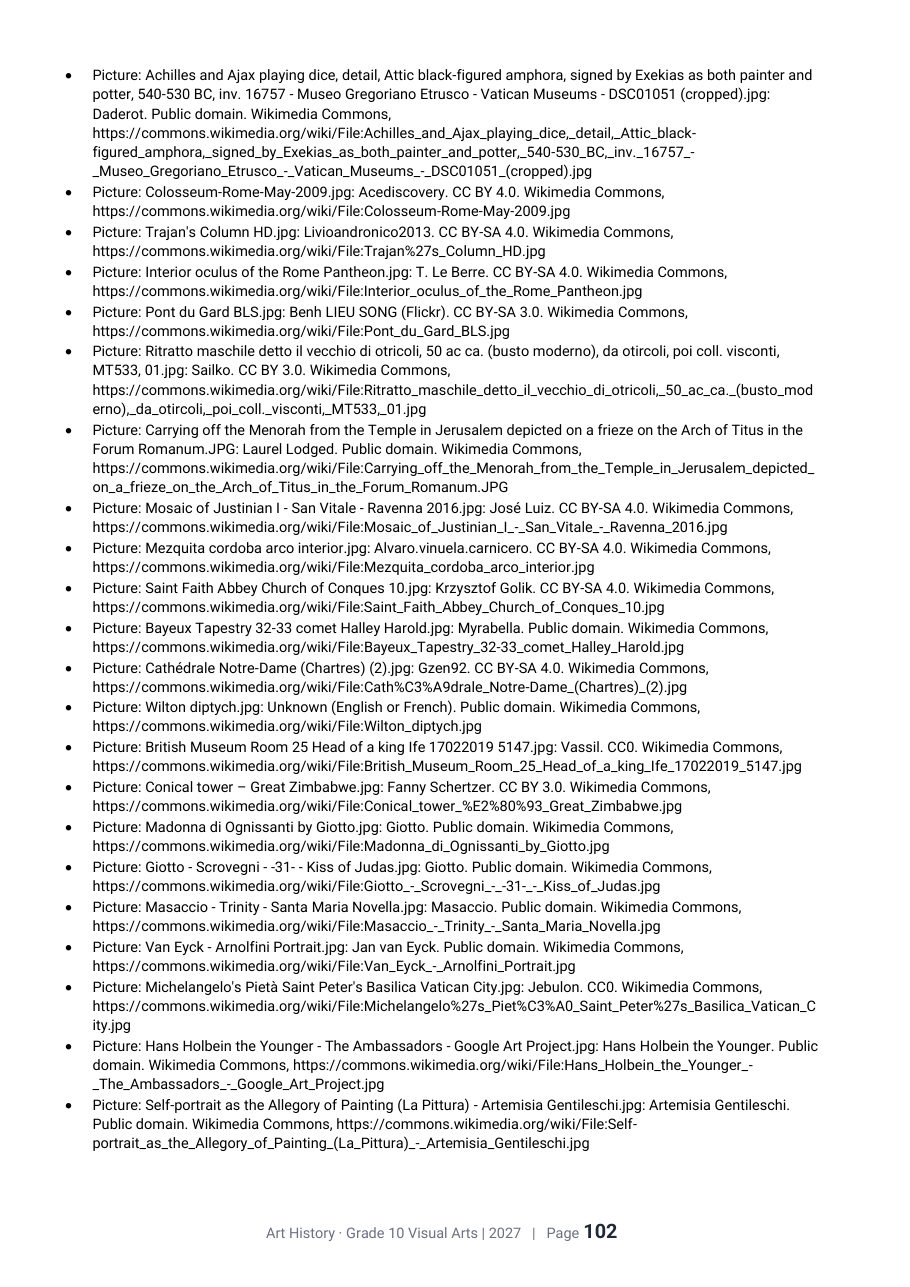 • Picture: Achilles and Ajax playing dice, detail, Attic black-figured amphora, signed by Exekias as both painter and
potter, 540-530 BC, inv. 16757 - Museo Gregoriano Etrusco - Vatican Museums - DSC01051 (cropped).jpg:
Daderot. Public domain. Wikimedia Commons,
https://commons.wikimedia.org/wiki/File:Achilles_and_Ajax_playing_dice,_detail,_Attic_black-
figured_amphora,_signed_by_Exekias_as_both_painter_and_potter,_540-530_BC,_inv._16757_-
_Museo_Gregoriano_Etrusco_-_Vatican_Museums_-_DSC01051_(cropped).jpg
• Picture: Colosseum-Rome-May-2009.jpg: Acediscovery. CC BY 4.0. Wikimedia Commons,
https://commons.wikimedia.org/wiki/File:Colosseum-Rome-May-2009.jpg
• Picture: Trajan's Column HD.jpg: Livioandronico2013. CC BY-SA 4.0. Wikimedia Commons,
https://commons.wikimedia.org/wiki/File:Trajan%27s_Column_HD.jpg
• Picture: Interior oculus of the Rome Pantheon.jpg: T. Le Berre. CC BY-SA 4.0. Wikimedia Commons,
https://commons.wikimedia.org/wiki/File:Interior_oculus_of_the_Rome_Pantheon.jpg
• Picture: Pont du Gard BLS.jpg: Benh LIEU SONG (Flickr). CC BY-SA 3.0. Wikimedia Commons,
https://commons.wikimedia.org/wiki/File:Pont_du_Gard_BLS.jpg
• Picture: Ritratto maschile detto il vecchio di otricoli, 50 ac ca. (busto moderno), da otircoli, poi coll. visconti,
MT533, 01.jpg: Sailko. CC BY 3.0. Wikimedia Commons,
https://commons.wikimedia.org/wiki/File:Ritratto_maschile_detto_il_vecchio_di_otricoli,_50_ac_ca._(busto_mod
erno),_da_otircoli,_poi_coll._visconti,_MT533,_01.jpg
• Picture: Carrying off the Menorah from the Temple in Jerusalem depicted on a frieze on the Arch of Titus in the
Forum Romanum.JPG: Laurel Lodged. Public domain. Wikimedia Commons,
https://commons.wikimedia.org/wiki/File:Carrying_off_the_Menorah_from_the_Temple_in_Jerusalem_depicted_
on_a_frieze_on_the_Arch_of_Titus_in_the_Forum_Romanum.JPG
• Picture: Mosaic of Justinian I - San Vitale - Ravenna 2016.jpg: José Luiz. CC BY-SA 4.0. Wikimedia Commons,
https://commons.wikimedia.org/wiki/File:Mosaic_of_Justinian_I_-_San_Vitale_-_Ravenna_2016.jpg
• Picture: Mezquita cordoba arco interior.jpg: Alvaro.vinuela.carnicero. CC BY-SA 4.0. Wikimedia Commons,
https://commons.wikimedia.org/wiki/File:Mezquita_cordoba_arco_interior.jpg
• Picture: Saint Faith Abbey Church of Conques 10.jpg: Krzysztof Golik. CC BY-SA 4.0. Wikimedia Commons,
https://commons.wikimedia.org/wiki/File:Saint_Faith_Abbey_Church_of_Conques_10.jpg
• Picture: Bayeux Tapestry 32-33 comet Halley Harold.jpg: Myrabella. Public domain. Wikimedia Commons,
https://commons.wikimedia.org/wiki/File:Bayeux_Tapestry_32-33_comet_Halley_Harold.jpg
• Picture: Cathédrale Notre-Dame (Chartres) (2).jpg: Gzen92. CC BY-SA 4.0. Wikimedia Commons,
https://commons.wikimedia.org/wiki/File:Cath%C3%A9drale_Notre-Dame_(Chartres)_(2).jpg
• Picture: Wilton diptych.jpg: Unknown (English or French). Public domain. Wikimedia Commons,
https://commons.wikimedia.org/wiki/File:Wilton_diptych.jpg
• Picture: British Museum Room 25 Head of a king Ife 17022019 5147.jpg: Vassil. CC0. Wikimedia Commons,
https://commons.wikimedia.org/wiki/File:British_Museum_Room_25_Head_of_a_king_Ife_17022019_5147.jpg
• Picture: Conical tower – Great Zimbabwe.jpg: Fanny Schertzer. CC BY 3.0. Wikimedia Commons,
https://commons.wikimedia.org/wiki/File:Conical_tower_%E2%80%93_Great_Zimbabwe.jpg
• Picture: Madonna di Ognissanti by Giotto.jpg: Giotto. Public domain. Wikimedia Commons,
https://commons.wikimedia.org/wiki/File:Madonna_di_Ognissanti_by_Giotto.jpg
• Picture: Giotto - Scrovegni - -31- - Kiss of Judas.jpg: Giotto. Public domain. Wikimedia Commons,
https://commons.wikimedia.org/wiki/File:Giotto_-_Scrovegni_-_-31-_-_Kiss_of_Judas.jpg
• Picture: Masaccio - Trinity - Santa Maria Novella.jpg: Masaccio. Public domain. Wikimedia Commons,
https://commons.wikimedia.org/wiki/File:Masaccio_-_Trinity_-_Santa_Maria_Novella.jpg
• Picture: Van Eyck - Arnolfini Portrait.jpg: Jan van Eyck. Public domain. Wikimedia Commons,
https://commons.wikimedia.org/wiki/File:Van_Eyck_-_Arnolfini_Portrait.jpg
• Picture: Michelangelo's Pietà Saint Peter's Basilica Vatican City.jpg: Jebulon. CC0. Wikimedia Commons,
https://commons.wikimedia.org/wiki/File:Michelangelo%27s_Piet%C3%A0_Saint_Peter%27s_Basilica_Vatican_C
ity.jpg
• Picture: Hans Holbein the Younger - The Ambassadors - Google Art Project.jpg: Hans Holbein the Younger. Public
domain. Wikimedia Commons, https://commons.wikimedia.org/wiki/File:Hans_Holbein_the_Younger_-
_The_Ambassadors_-_Google_Art_Project.jpg
• Picture: Self-portrait as the Allegory of Painting (La Pittura) - Artemisia Gentileschi.jpg: Artemisia Gentileschi.
Public domain. Wikimedia Commons, https://commons.wikimedia.org/wiki/File:Self-
portrait_as_the_Allegory_of_Painting_(La_Pittura)_-_Artemisia_Gentileschi.jpg
Art History · Grade 10 Visual Arts | 2027 | Page 102